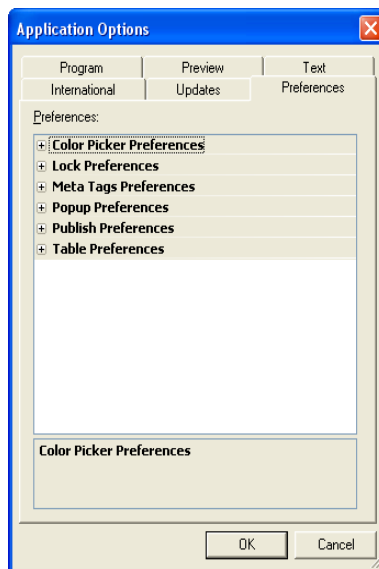 Application Options
Program Preview Text
International Updates Preferences
Preferences:
Color Picker Preferences
Lock Preferences
Meta Tags Preferences
Popup Preferences
Publish Preferences
Table Preferences
Color Picker Preferences
OK Cancel